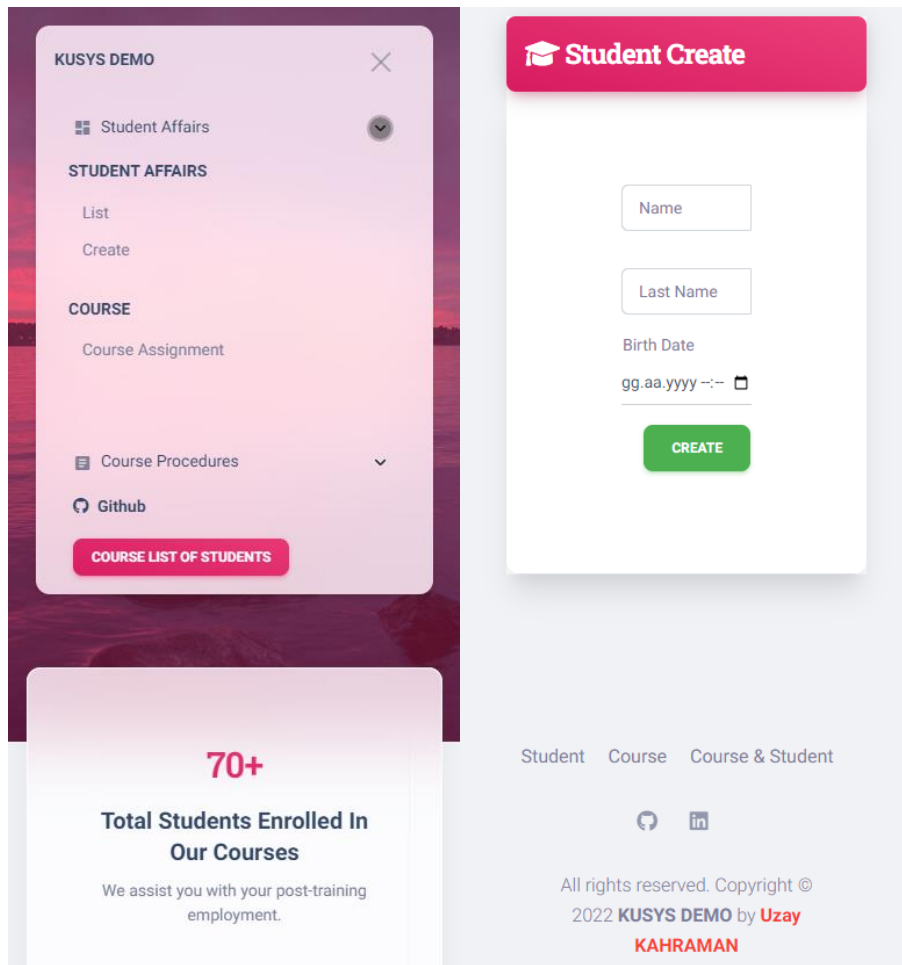 KUSYS DEMO
Student Affairs
STUDENT AFFAIRS
List
Create
COURSE
Course Assignment
Course Procedures
Github
COURSE LIST OF STUDENTS
70+
Total Students Enrolled In
Our Courses
We assist you with your post-training
employment.
Student Create
Name
Last Name
Birth Date
gg.aa.yyyy --:--
CREATE
Student Course Course & Student
All rights reserved. Copyright ©
2022 KUSYS DEMO by Uzay
KAHRAMAN